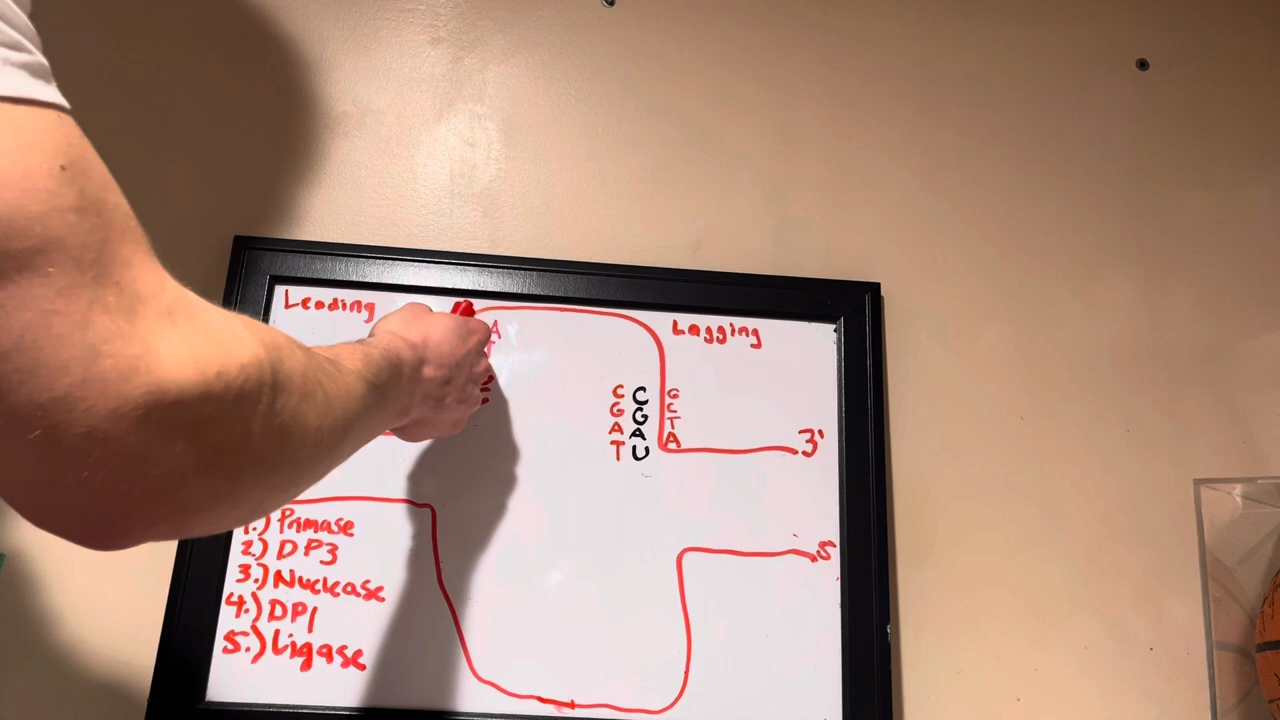 Leading
Lagging
A
C C G
G G C
A A T
T U A
3'
5'
1.) Primase
2.) DP3
3.) Nuclease
4.) DP1
5.) Ligase